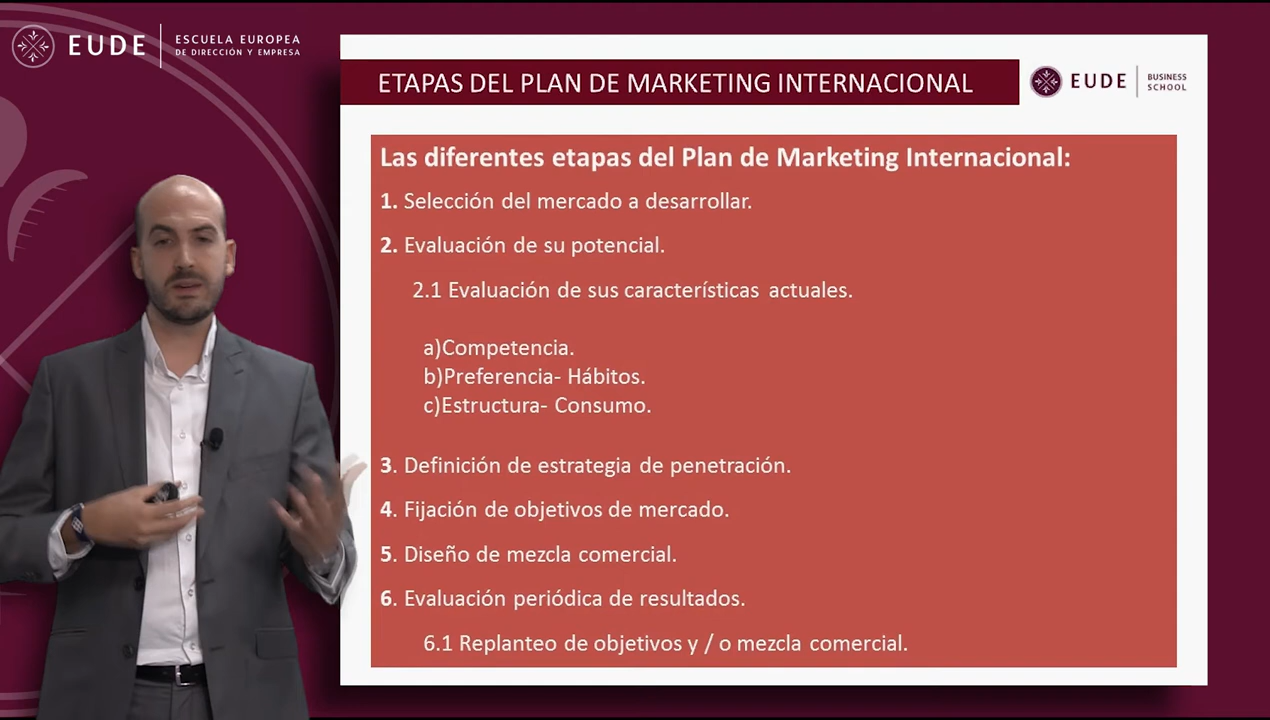 EUDE
ESCUELA EUROPEA
DE DIRECCIÓN Y EMPRESA
ETAPAS DEL PLAN DE MARKETING INTERNACIONAL
EUDE
BUSINESS
SCHOOL
Las diferentes etapas del Plan de Marketing Internacional:
1. Selección del mercado a desarrollar.
2. Evaluación de su potencial.
2.1 Evaluación de sus características actuales.
a)Competencia.
b)Preferencia- Hábitos.
c)Estructura- Consumo.
3. Definición de estrategia de penetración.
4. Fijación de objetivos de mercado.
5. Diseño de mezcla comercial.
6. Evaluación periódica de resultados.
6.1 Replanteo de objetivos y / o mezcla comercial.